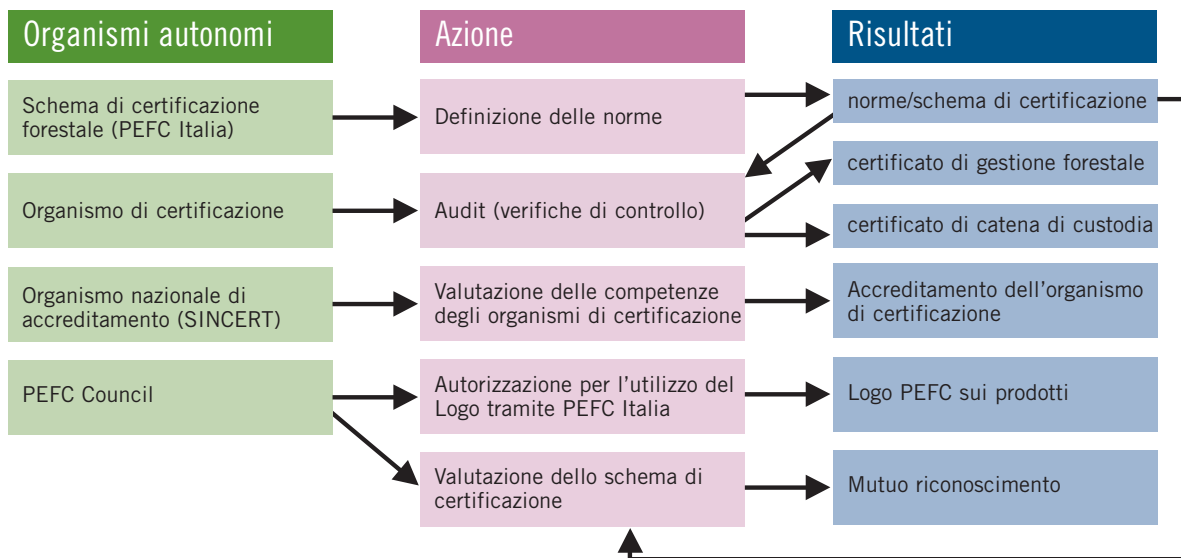 Organismi autonomi
Azione
Risultati
Schema di certificazione
forestale (PEFC Italia)
Definizione delle norme
norme/schema di certificazione
certificato di gestione forestale
Organismo di certificazione
Audit (verifiche di controllo)
certificato di catena di custodia
Organismo nazionale di
accreditamento (SINCERT)
Valutazione delle competenze
degli organismi di certificazione
Accreditamento dell'organismo
di certificazione
PEFC Council
Autorizzazione per l'utilizzo del
Logo tramite PEFC Italia
Logo PEFC sui prodotti
Valutazione dello schema di
certificazione
Mutuo riconoscimento